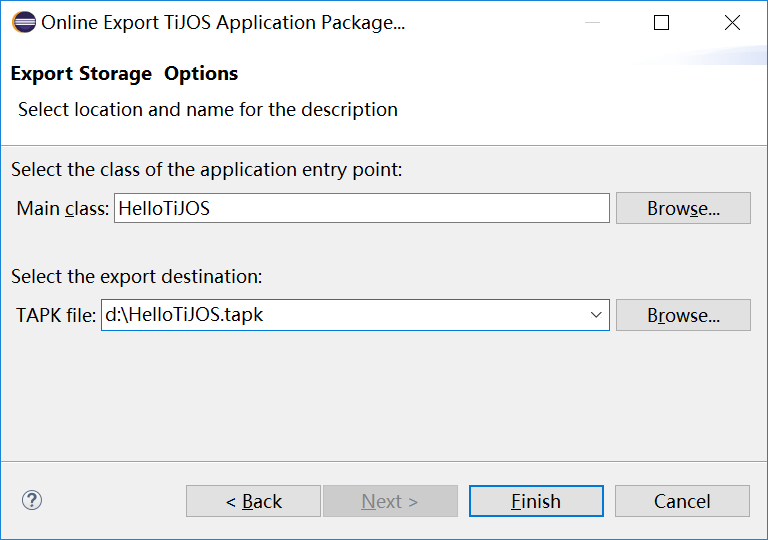 Online Export TiJOS Application Package...
Export Storage  Options
Select location and name for the description
Select the class of the application entry point:
Main class: HelloTiJOS Browse...
Select the export destination:
TAPK file: d:\HelloTiJOS.tapk Browse...
? < Back Next > Finish Cancel